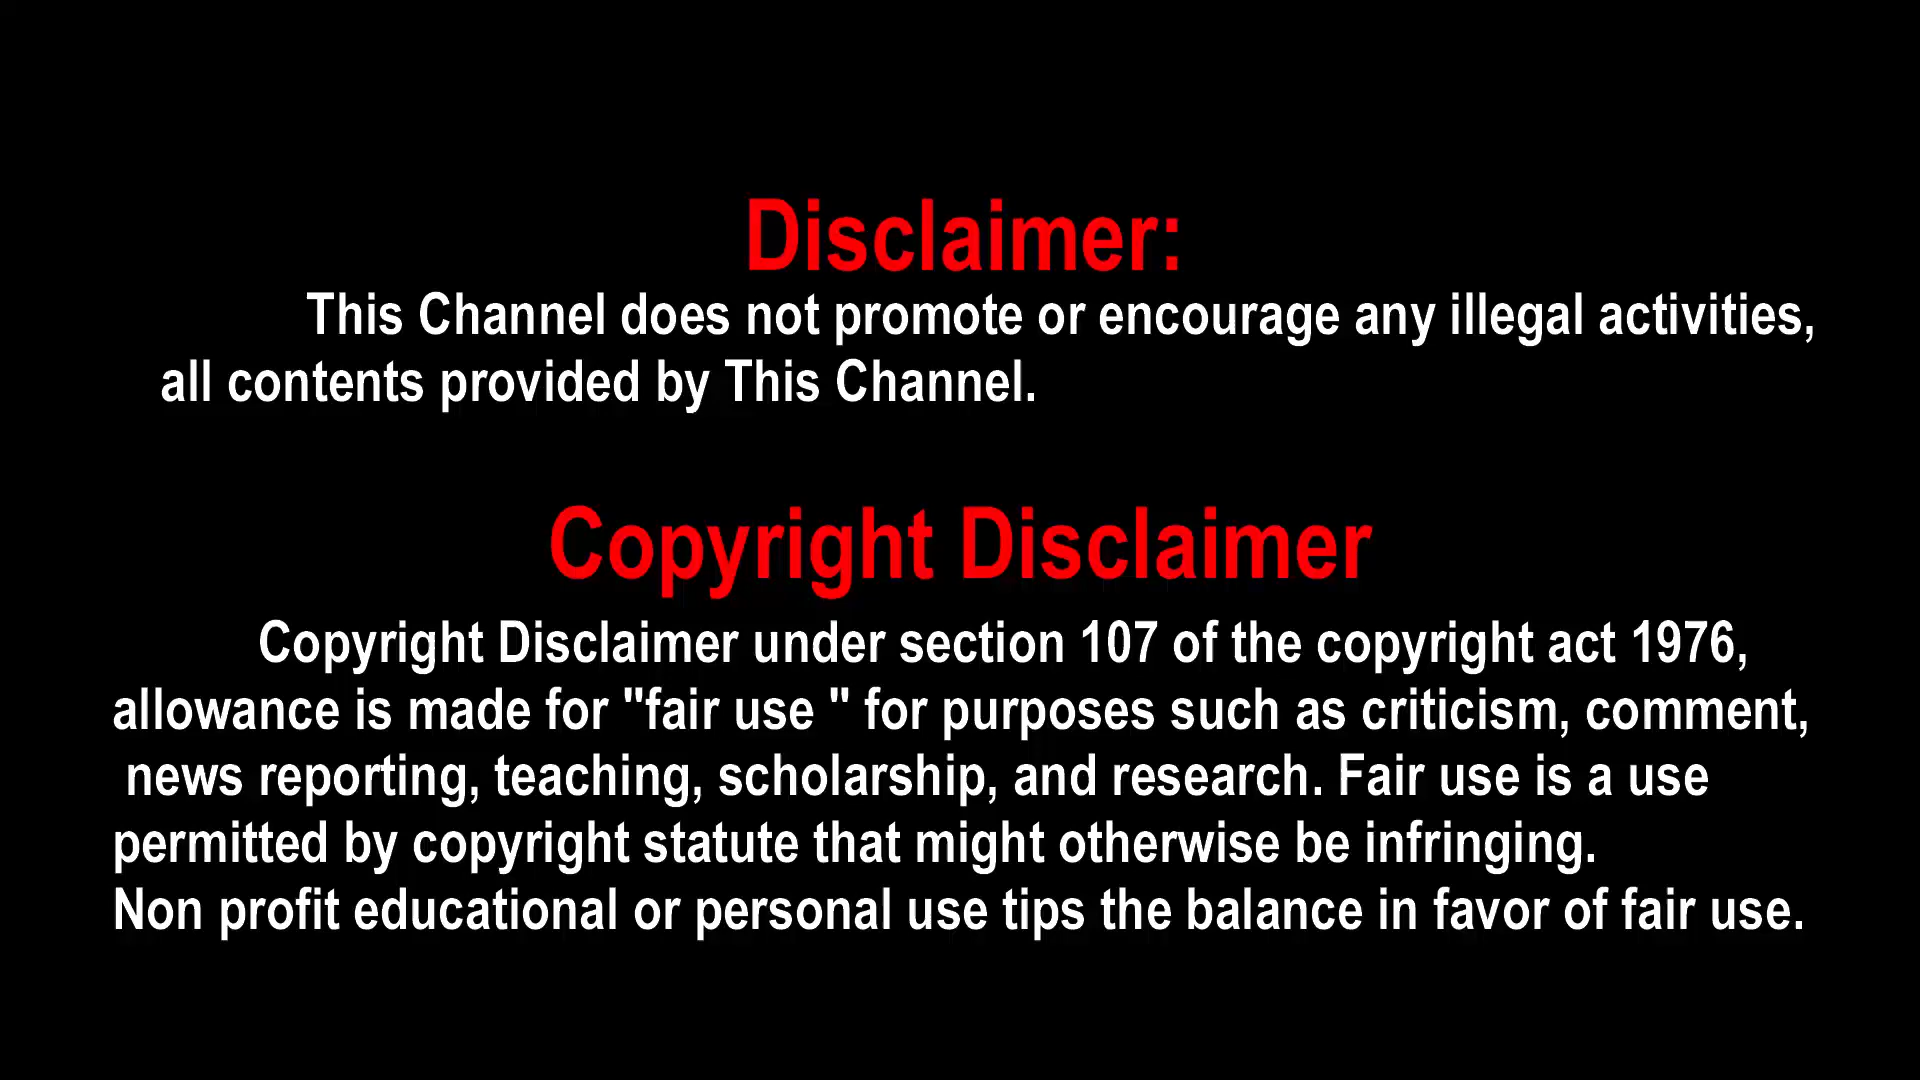 Disclaimer:
This Channel does not promote or encourage any illegal activities,
all contents provided by This Channel.
Copyright Disclaimer
Copyright Disclaimer under section 107 of the copyright act 1976,
allowance is made for "fair use " for purposes such as criticism, comment,
news reporting, teaching, scholarship, and research. Fair use is a use
permitted by copyright statute that might otherwise be infringing.
Non profit educational or personal use tips the balance in favor of fair use.